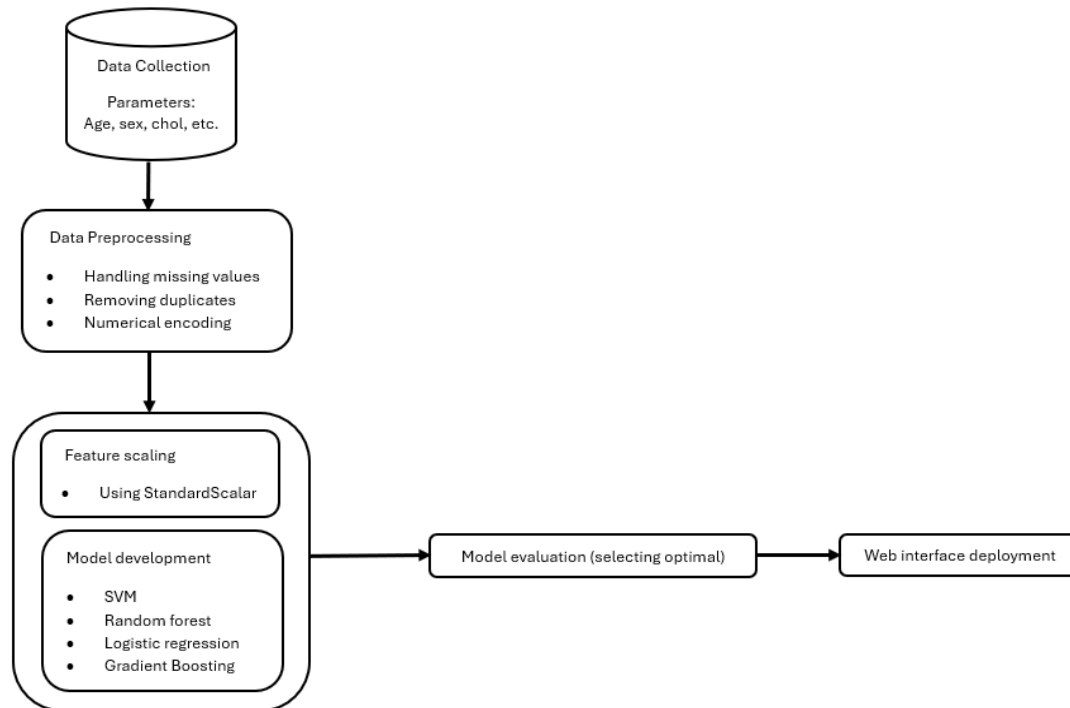 Data Collection
Parameters:
Age, sex, chol, etc.
Data Preprocessing
• Handling missing values
• Removing duplicates
• Numerical encoding
Feature scaling
• Using StandardScalar
Model development
• SVM
• Random forest
• Logistic regression
• Gradient Boosting
Model evaluation (selecting optimal)
Web interface deployment